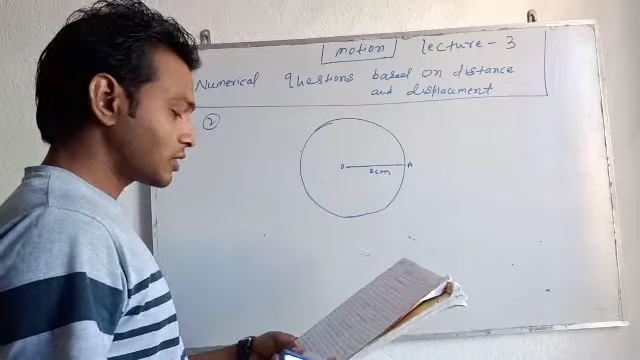 motion lecture - 3
Numerical questions based on distance
and displacement
2
O A
2cm